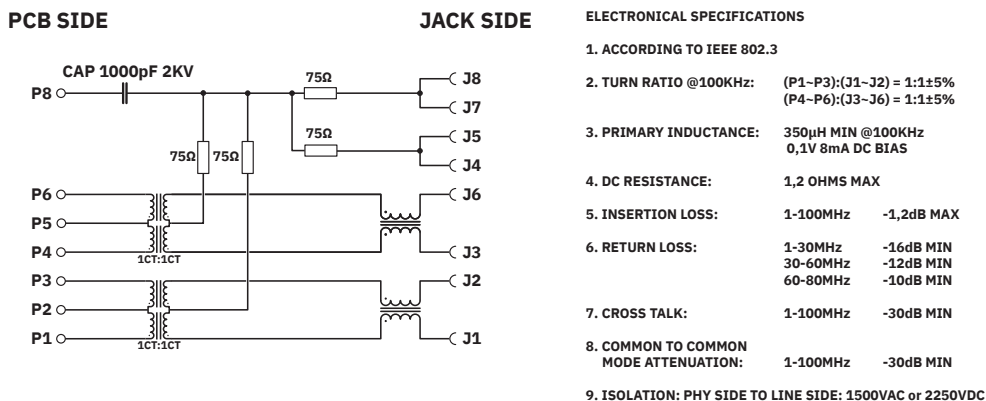 PCB SIDE
JACK SIDE
CAP 1000pF 2KV
P8
75Ω
J8
J7
75Ω
J5
J4
75Ω 75Ω
P6
J6
P5
P4
J3
1CT:1CT
P3
J2
P2
P1
J1
1CT:1CT
ELECTRONICAL SPECIFICATIONS
1. ACCORDING TO IEEE 802.3
2. TURN RATIO @100KHz: (P1~P3):(J1~J2) = 1:1±5%
(P4~P6):(J3~J6) = 1:1±5%
3. PRIMARY INDUCTANCE: 350µH MIN @100KHz
0,1V 8mA DC BIAS
4. DC RESISTANCE: 1,2 OHMS MAX
5. INSERTION LOSS: 1-100MHz -1,2dB MAX
6. RETURN LOSS: 1-30MHz -16dB MIN
30-60MHz -12dB MIN
60-80MHz -10dB MIN
7. CROSS TALK: 1-100MHz -30dB MIN
8. COMMON TO COMMON
MODE ATTENUATION: 1-100MHz -30dB MIN
9. ISOLATION: PHY SIDE TO LINE SIDE: 1500VAC or 2250VDC